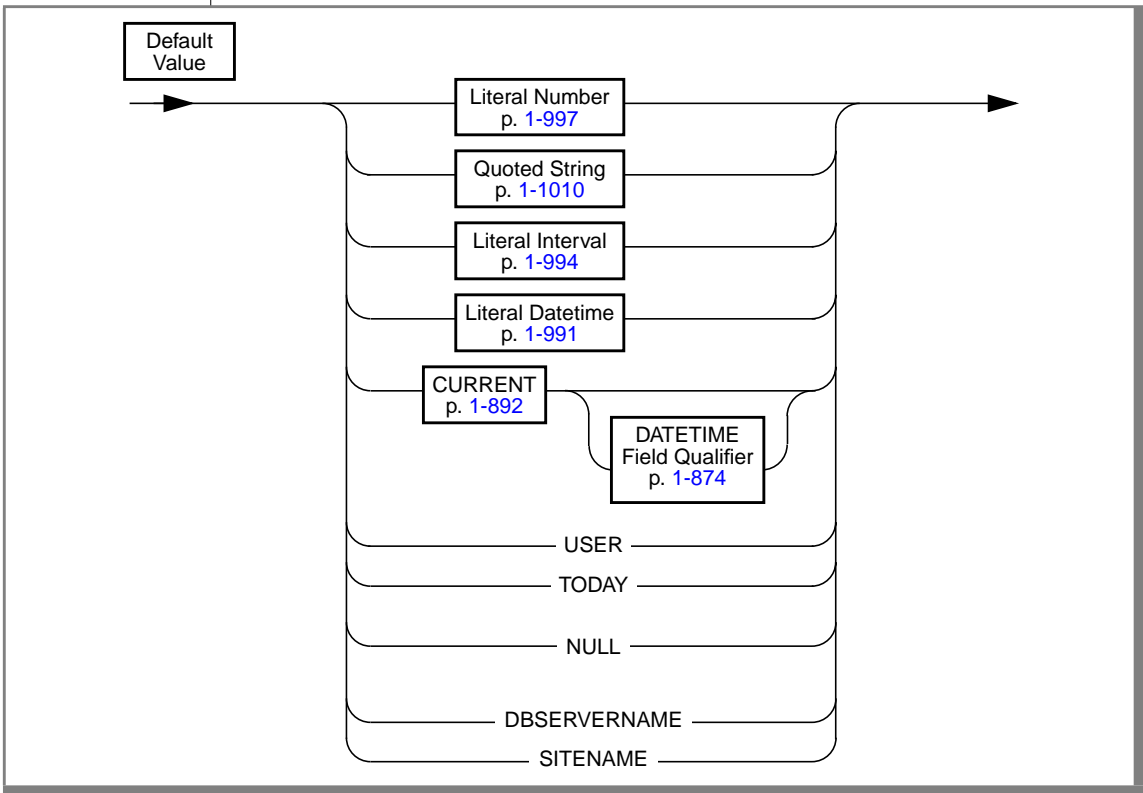 Default
Value
Literal Number
p. 1-997
Quoted String
p. 1-1010
Literal Interval
p. 1-994
Literal Datetime
p. 1-991
CURRENT
p. 1-892
DATETIME
Field Qualifier
p. 1-874
USER
TODAY
NULL
DBSERVERNAME
SITENAME